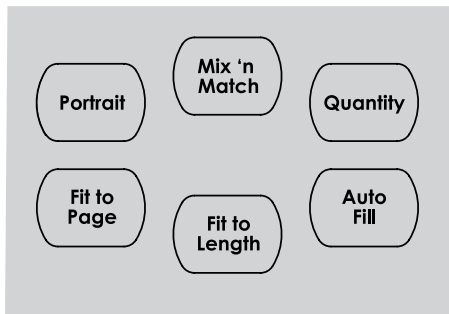 Portrait
Mix ‘n
Match
Quantity
Fit to
Page
Fit to
Length
Auto
Fill